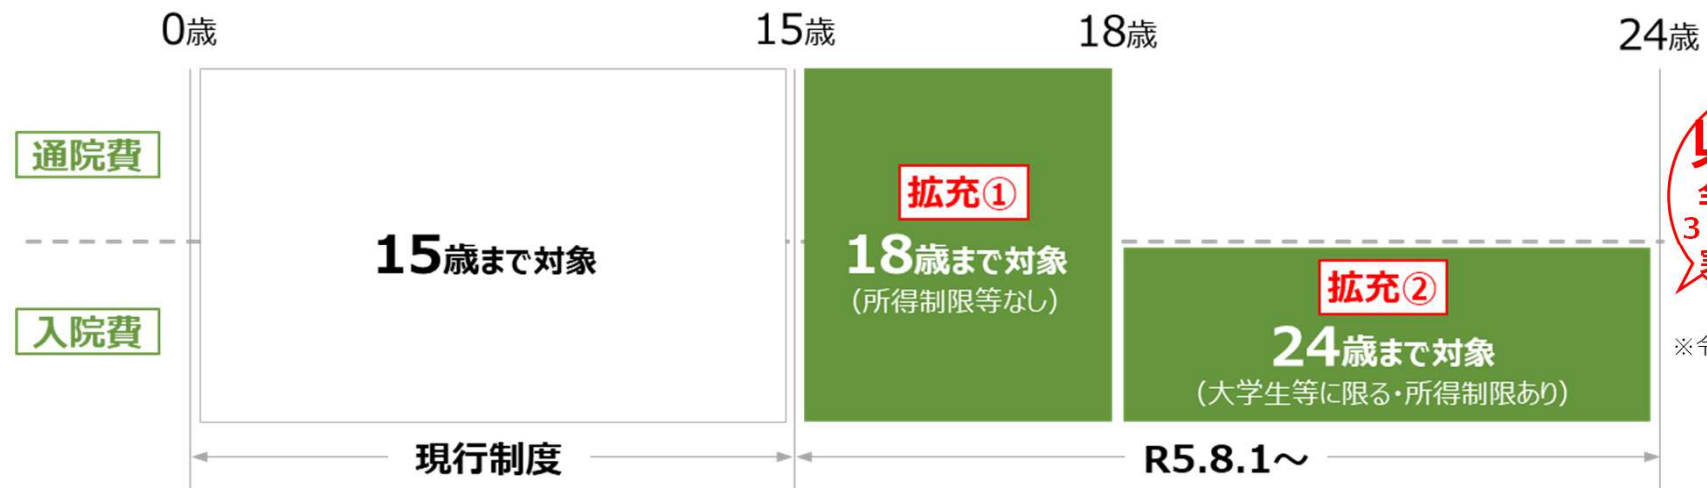 0歳
15歳
18歳
24歳
通院費
入院費
15歳まで対象
拡充①
18歳まで対象
(所得制限等なし)
拡充②
24歳まで対象
(大学生等に限る・所得制限あり)
現行制度
R5.8.1～
3
※令